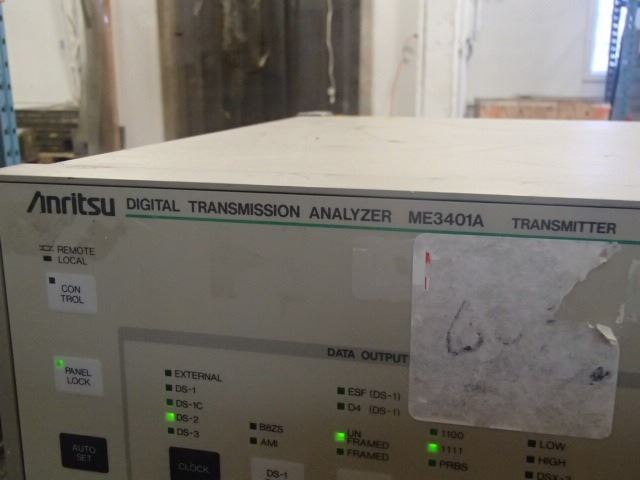 Anritsu DIGITAL TRANSMISSION ANALYZER ME3401A TRANSMITTER
REMOTE
LOCAL
CON
TROL
PANEL
LOCK
AUTO
SET
DATA OUTPUT
EXTERNAL
DS-1
DS-1C
DS-2
DS-3
CLOCK
B8ZS
AMI
DS-1
ESF (DS-1)
D4 (DS-1)
UN
FRAMED
FRAMED
1100
1111
PRBS
LOW
HIGH
DSX-3